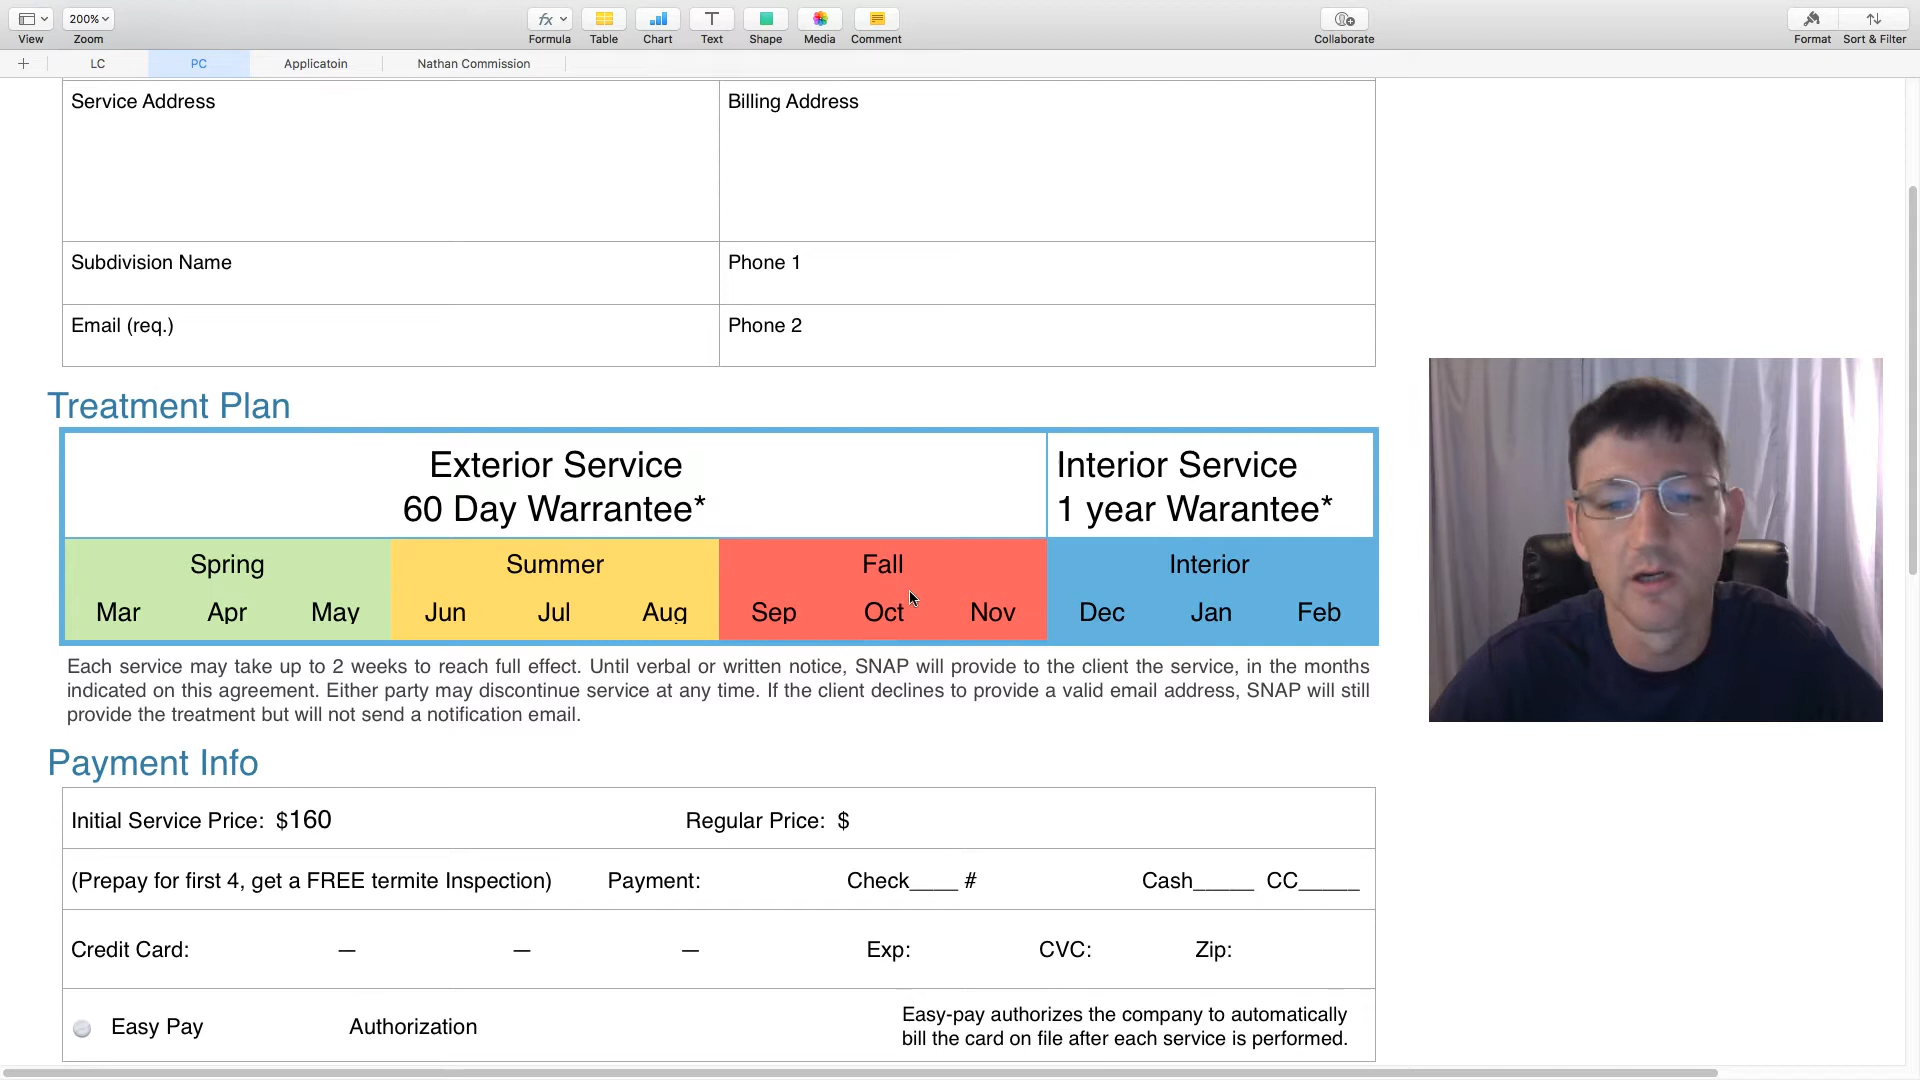 200%
View
Zoom
Formula
Table
Chart
Text
Shape
Media
Comment
Collaborate
Format
Sort & Filter
LC
PC
Applicatoin
Nathan Commission
Service Address
Billing Address
Subdivision Name
Phone 1
Email (req.)
Phone 2
Treatment Plan
Exterior Service
60 Day Warrantee*
Interior Service
1 year Warantee*
Spring
Summer
Fall
Interior
Mar Apr May Jun Jul Aug Sep Oct Nov Dec Jan Feb
Each service may take up to 2 weeks to reach full effect. Until verbal or written notice, SNAP will provide to the client the service, in the months
indicated on this agreement. Either party may discontinue service at any time. If the client declines to provide a valid email address, SNAP will still
provide the treatment but will not send a notification email.
Payment Info
Initial Service Price: $160 Regular Price: $
(Prepay for first 4, get a FREE termite Inspection) Payment: Check____ # Cash_____ CC_____
Credit Card: — — — Exp: CVC: Zip:
Easy Pay Authorization
Easy-pay authorizes the company to automatically
bill the card on file after each service is performed.